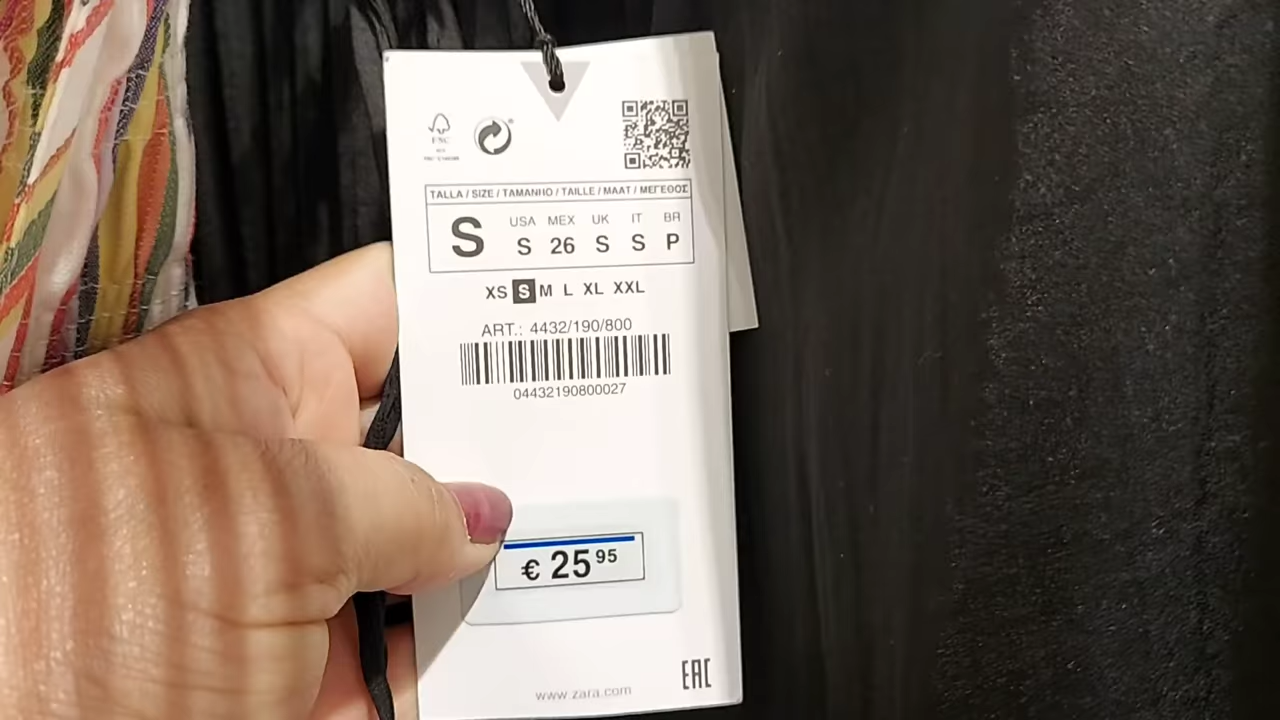 FSC
TALLA / SIZE / TAMANHO / TAILLE / MAAT / ΜΕΓΕΘΟΣ
S
USA MEX UK IT BR
S 26 S S P
XS S M L XL XXL
ART.: 4432/190/800
04432190800027
€ 25 95
www.zara.com
EAC